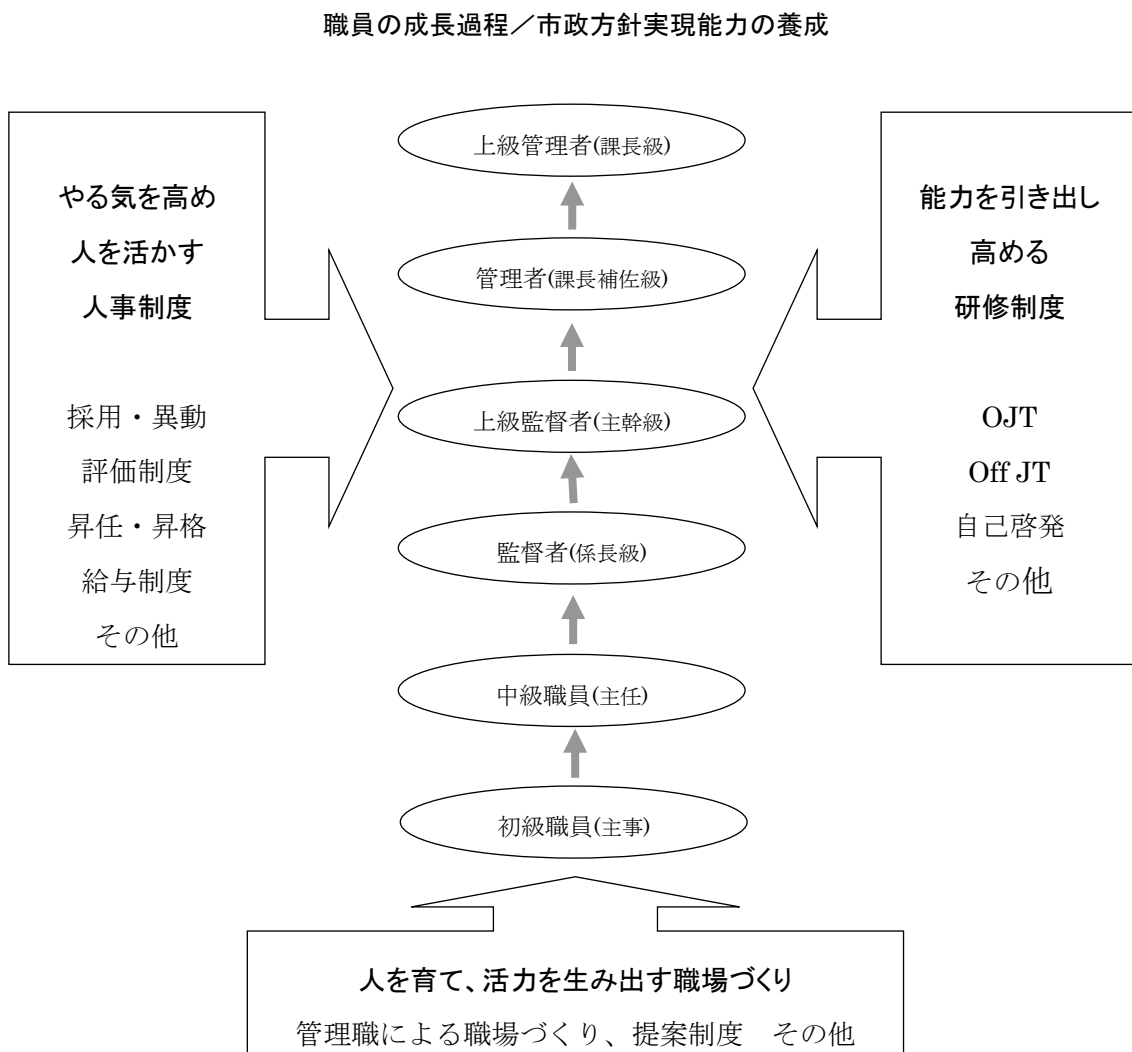 職員の成長過程／市政方針実現能力の養成
上級管理者(課長級)
管理者(課長補佐級)
上級監督者(主幹級)
監督者(係長級)
中級職員(主任)
初級職員(主事)
やる気を高め
人を活かす
人事制度
採用・異動
評価制度
昇任・昇格
給与制度
その他
能力を引き出し
高める
研修制度
OJT
Off JT
自己啓発
その他
人を育て、活力を生み出す職場づくり
管理職による職場づくり、提案制度　その他